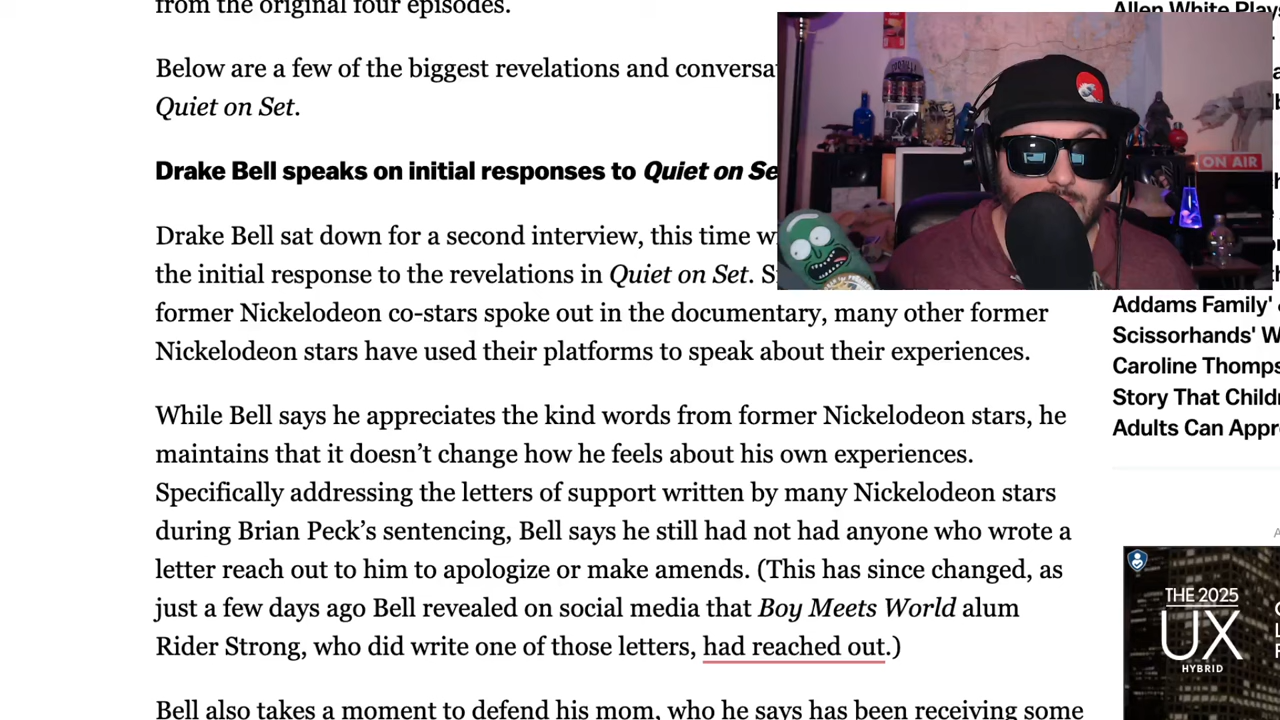 from the original four episodes.
Below are a few of the biggest revelations and
Quiet on Set.
Drake Bell speaks on initial responses to Quiet on
Drake Bell sat down for a second interview, this time
the initial response to the revelations in Quiet on Set.
former Nickelodeon co-stars spoke out in the documentary, many other former
Nickelodeon stars have used their platforms to speak about their experiences.
While Bell says he appreciates the kind words from former Nickelodeon stars, he
maintains that it doesn’t change how he feels about his own experiences.
Specifically addressing the letters of support written by many Nickelodeon stars
during Brian Peck’s sentencing, Bell says he still had not had anyone who wrote a
letter reach out to him to apologize or make amends. (This has since changed, as
just a few days ago Bell revealed on social media that Boy Meets World alum
Rider Strong, who did write one of those letters, had reached out.)
Bell also takes a moment to defend his mom, who he says has been receiving some
Allen White
ON AIR
Addams Family'
Scissorhands'
Caroline
Story That
Adults Can
THE 2025
UX
HYBRID